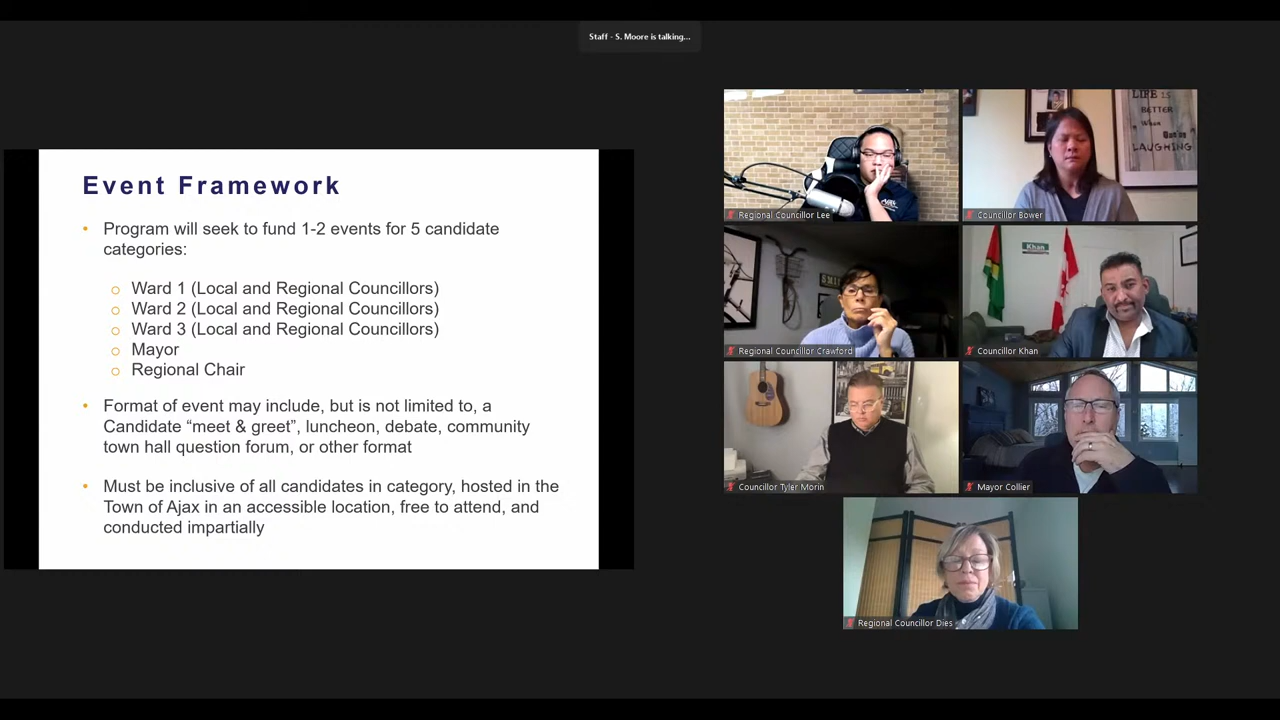 Staff - S. Moore is talking...
Event Framework
• Program will seek to fund 1-2 events for 5 candidate
categories:
o Ward 1 (Local and Regional Councillors)
o Ward 2 (Local and Regional Councillors)
o Ward 3 (Local and Regional Councillors)
o Mayor
o Regional Chair
• Format of event may include, but is not limited to, a
Candidate “meet & greet”, luncheon, debate, community
town hall question forum, or other format
• Must be inclusive of all candidates in category, hosted in the
Town of Ajax in an accessible location, free to attend, and
conducted impartially
Regional Councillor Lee
LIFE IS
BETTER
When
LAUGHING
Councillor Bower
Regional Councillor Crawford
Khan
Councillor Khan
Councillor Tyler Morin
Mayor Collier
Regional Councillor Dies